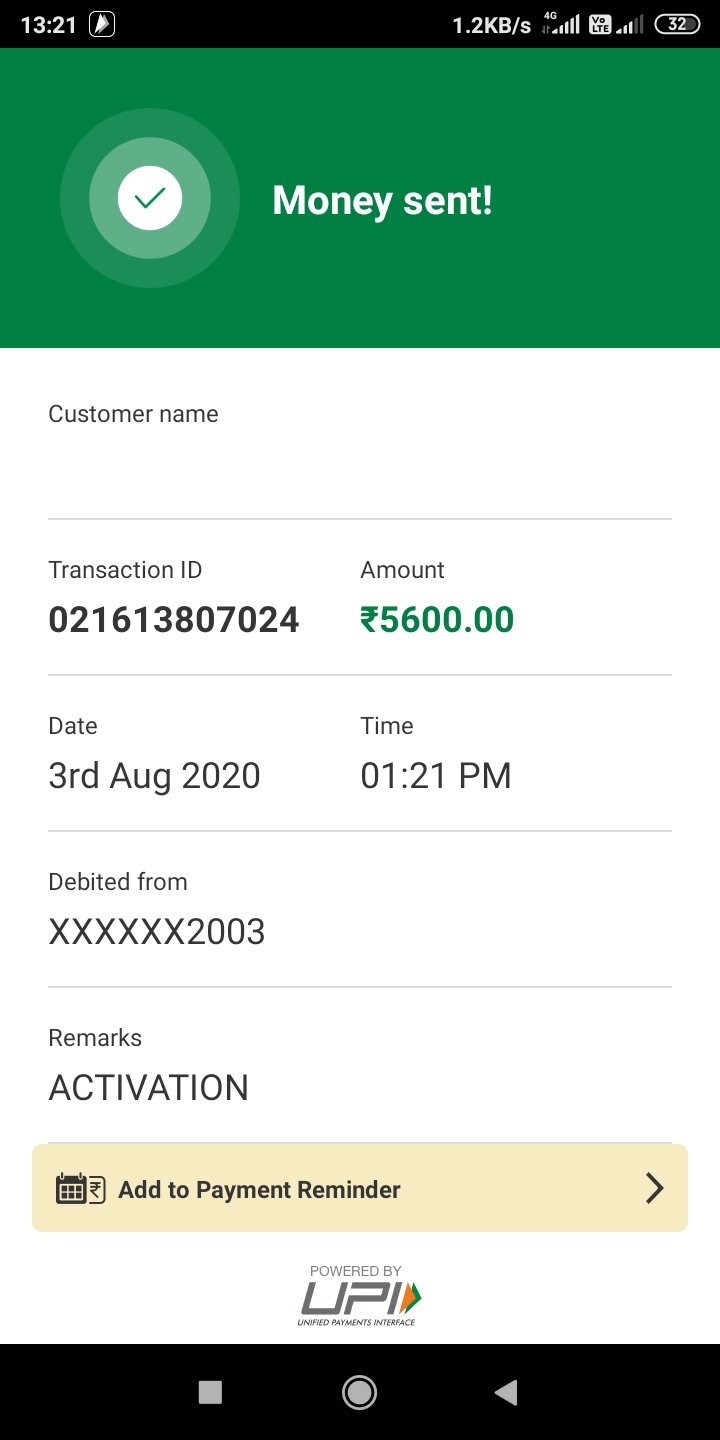 13:21 1.2KB/s 4G Vo LTE 32
Money sent!
Customer name
Transaction ID Amount
021613807024 ₹5600.00
Date Time
3rd Aug 2020 01:21 PM
Debited from
XXXXXX2003
Remarks
ACTIVATION
₹ Add to Payment Reminder
POWERED BY
UPI
UNIFIED PAYMENTS INTERFACE